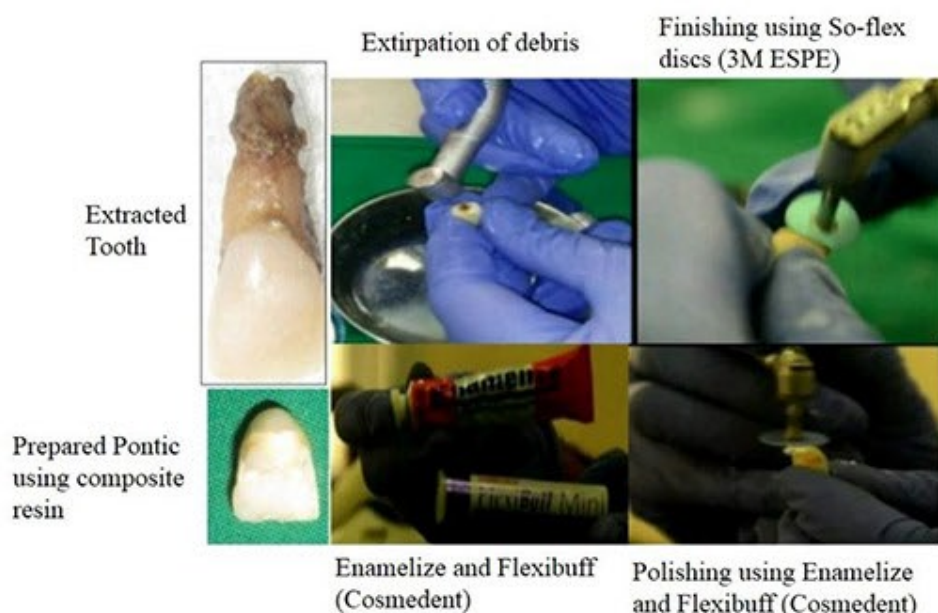 Extirpation of debris
Finishing using So-flex
discs (3M ESPE)
Extracted
Tooth
Prepared Pontic
using composite
resin
Enamelize
FlexiBuff Mini
Enamelize and Flexibuff
(Cosmedent)
Polishing using Enamelize
and Flexibuff (Cosmedent)